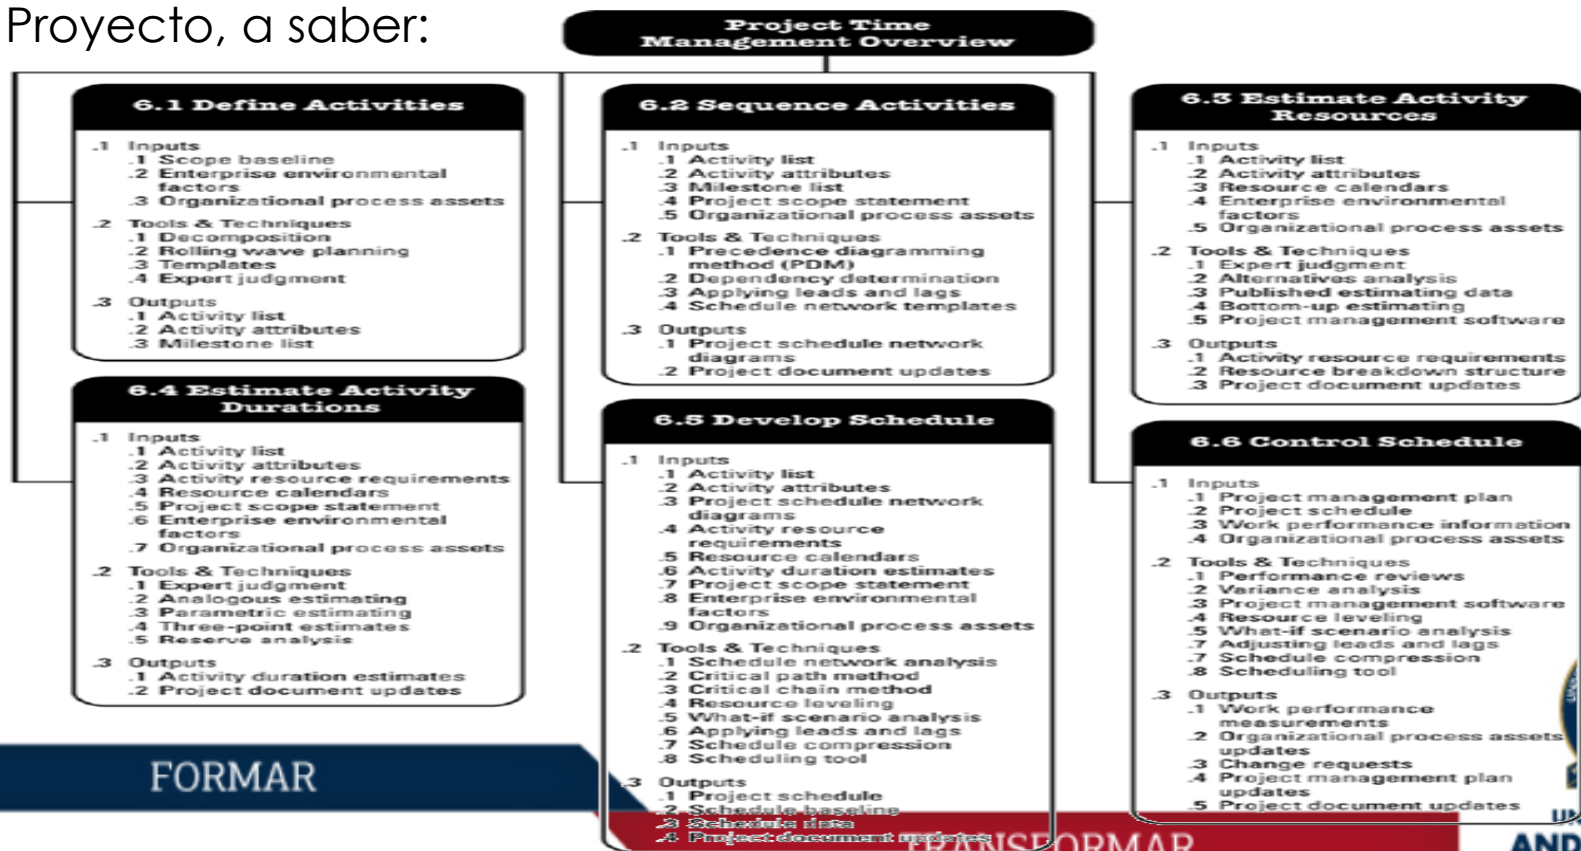 Proyecto, a saber:
Project Time
Management Overview
6.1 Define Activities
.1 Inputs
.1 Scope baseline
.2 Enterprise environmental
factors
.3 Organizational process assets
.2 Tools & Techniques
.1 Decomposition
.2 Rolling wave planning
.3 Templates
.4 Expert judgment
.3 Outputs
.1 Activity list
.2 Activity attributes
.3 Milestone list
6.2 Sequence Activities
.1 Inputs
.1 Activity list
.2 Activity attributes
.3 Milestone list
.4 Project scope statement
.5 Organizational process assets
.2 Tools & Techniques
.1 Precedence diagramming
method (PDM)
.2 Dependency determination
.3 Applying leads and lags
.4 Schedule network templates
.3 Outputs
.1 Project schedule network
diagrams
.2 Project document updates
6.3 Estimate Activity
Resources
.1 Inputs
.1 Activity list
.2 Activity attributes
.3 Resource calendars
.4 Enterprise environmental
factors
.5 Organizational process assets
.2 Tools & Techniques
.1 Expert judgment
.2 Alternatives analysis
.3 Published estimating data
.4 Bottom-up estimating
.5 Project management software
.3 Outputs
.1 Activity resource requirements
.2 Resource breakdown structure
.3 Project document updates
6.4 Estimate Activity
Durations
.1 Inputs
.1 Activity list
.2 Activity attributes
.3 Activity resource requirements
.4 Resource calendars
.5 Project scope statement
.6 Enterprise environmental
factors
.7 Organizational process assets
.2 Tools & Techniques
.1 Expert judgment
.2 Analogous estimating
.3 Parametric estimating
.4 Three-point estimates
.5 Reserve analysis
.3 Outputs
.1 Activity duration estimates
.2 Project document updates
6.5 Develop Schedule
.1 Inputs
.1 Activity list
.2 Activity attributes
.3 Project schedule network
diagrams
.4 Activity resource
requirements
.5 Resource calendars
.6 Activity duration estimates
.7 Project scope statement
.8 Enterprise environmental
factors
.9 Organizational process assets
.2 Tools & Techniques
.1 Schedule network analysis
.2 Critical path method
.3 Critical chain method
.4 Resource leveling
.5 What-if scenario analysis
.6 Applying leads and lags
.7 Schedule compression
.8 Scheduling tool
.3 Outputs
.1 Project schedule
.2 Schedule baseline
.3 Schedule data
.4 Project document updates
6.6 Control Schedule
.1 Inputs
.1 Project management plan
.2 Project schedule
.3 Work performance information
.4 Organizational process assets
.2 Tools & Techniques
.1 Performance reviews
.2 Variance analysis
.3 Project management software
.4 Resource leveling
.5 What-if scenario analysis
.7 Adjusting leads and lags
.7 Schedule compression
.8 Scheduling tool
.3 Outputs
.1 Work performance
measurements
.2 Organizational process assets
updates
.3 Change requests
.4 Project management plan
updates
.5 Project document updates
FORMAR
TRANSFORMAR
UN
AND